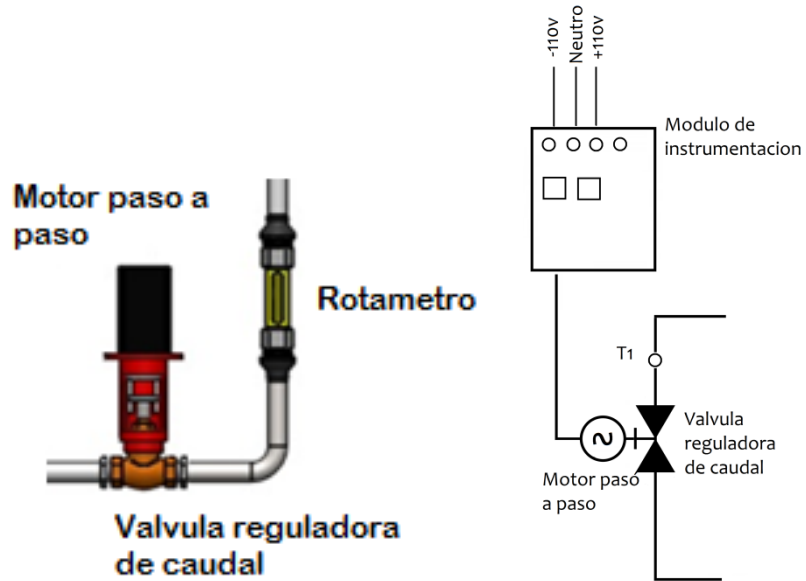 Motor paso a
paso
Rotametro
Valvula reguladora
de caudal
-110v
Neutro
+110v
Modulo de
instrumentacion
T1
Valvula
reguladora
de caudal
Motor paso
a paso